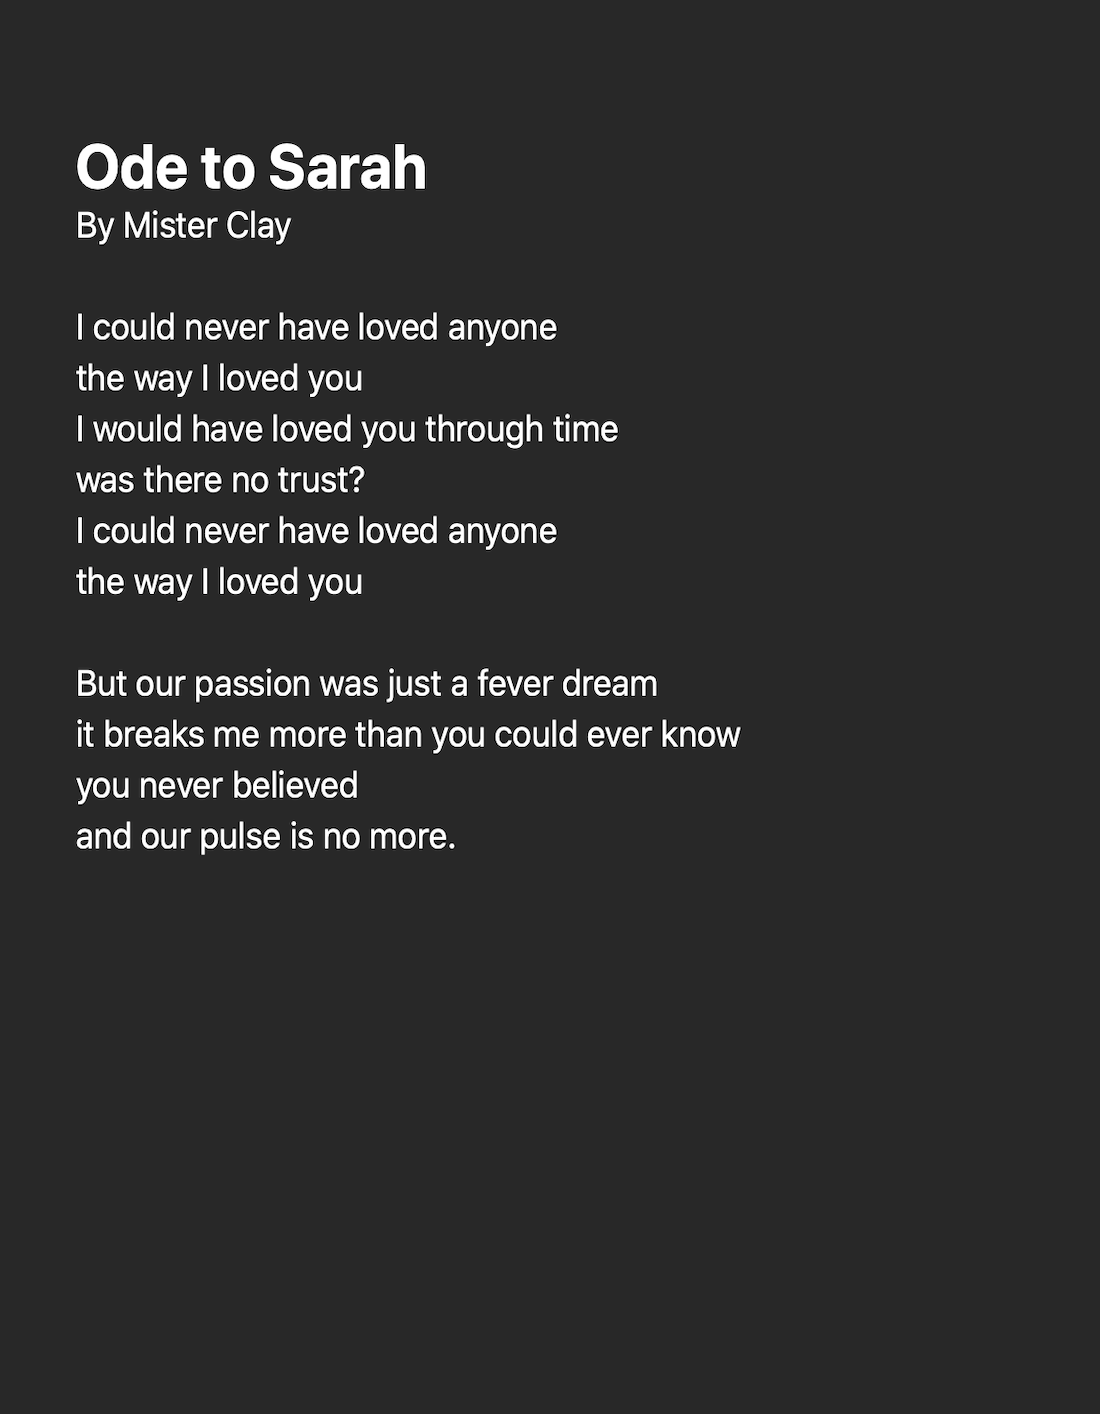 Ode to Sarah
By Mister Clay
I could never have loved anyone
the way I loved you
I would have loved you through time
was there no trust?
I could never have loved anyone
the way I loved you
But our passion was just a fever dream
it breaks me more than you could ever know
you never believed
and our pulse is no more.